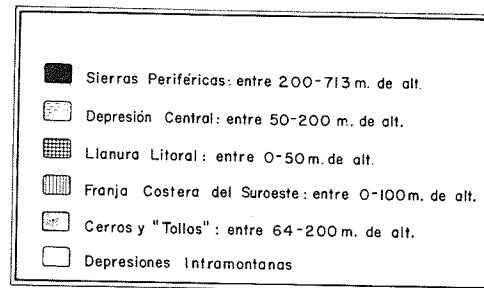 Sierras Periféricas: entre 200-713 m. de alt.
Depresión Central: entre 50-200 m. de alt.
Llanura Litoral: entre 0-50 m. de alt.
Franja Costera del Suroeste: entre 0-100 m. de alt.
Cerros y "Tollos": entre 64-200 m. de alt.
Depresiones Intramontanas